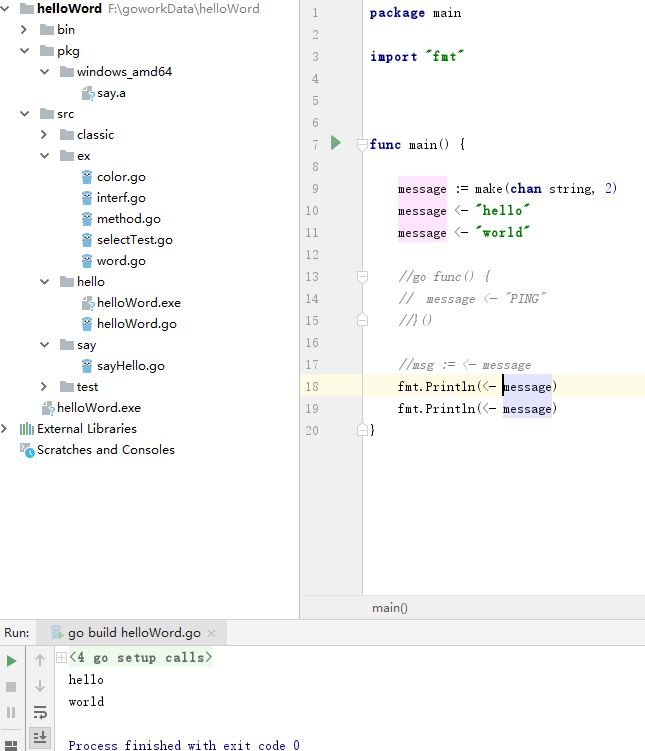 helloWord F:\goworkData\helloWord
bin
pkg
windows_amd64
say.a
src
classic
ex
color.go
interf.go
method.go
selectTest.go
word.go
hello
helloWord.exe
helloWord.go
say
sayHello.go
test
helloWord.exe
External Libraries
Scratches and Consoles
1 package main
2
3 import "fmt"
4
5
6
7 func main() {
8
9 message := make(chan string, 2)
10 message <- "hello"
11 message <- "world"
12
13 //go func() {
14 // message <- "PING"
15 //}()
16
17 //msg := <- message
18 fmt.Println(<- message)
19 fmt.Println(<- message)
20 }
main()
Run: go build helloWord.go ×
<4 go setup calls>
hello
world
Process finished with exit code 0